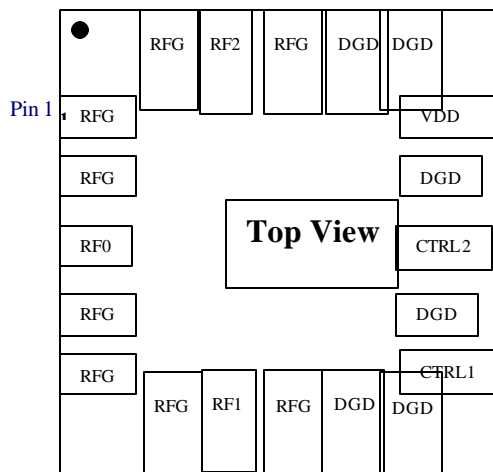 RFG RF2 RFG DGD DGD
Pin 1 RFG VDD
RFG DGD
Top View
RF0 CTRL2
RFG DGD
RFG CTRL1
RFG RF1 RFG DGD DGD